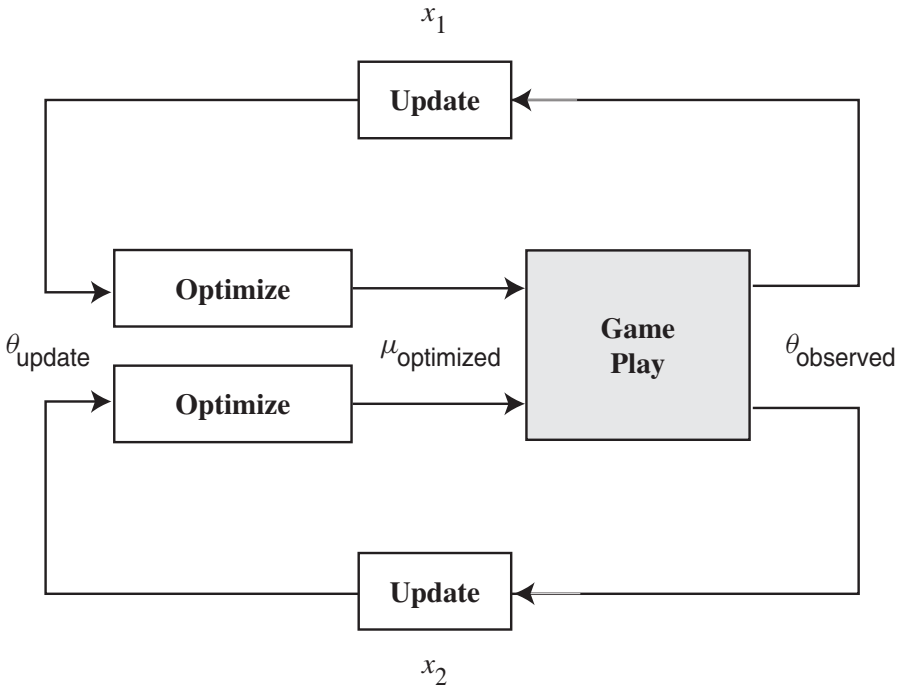 x1
Update
Optimize
Game
Play
θupdate
μoptimized
θobserved
Optimize
Update
x2